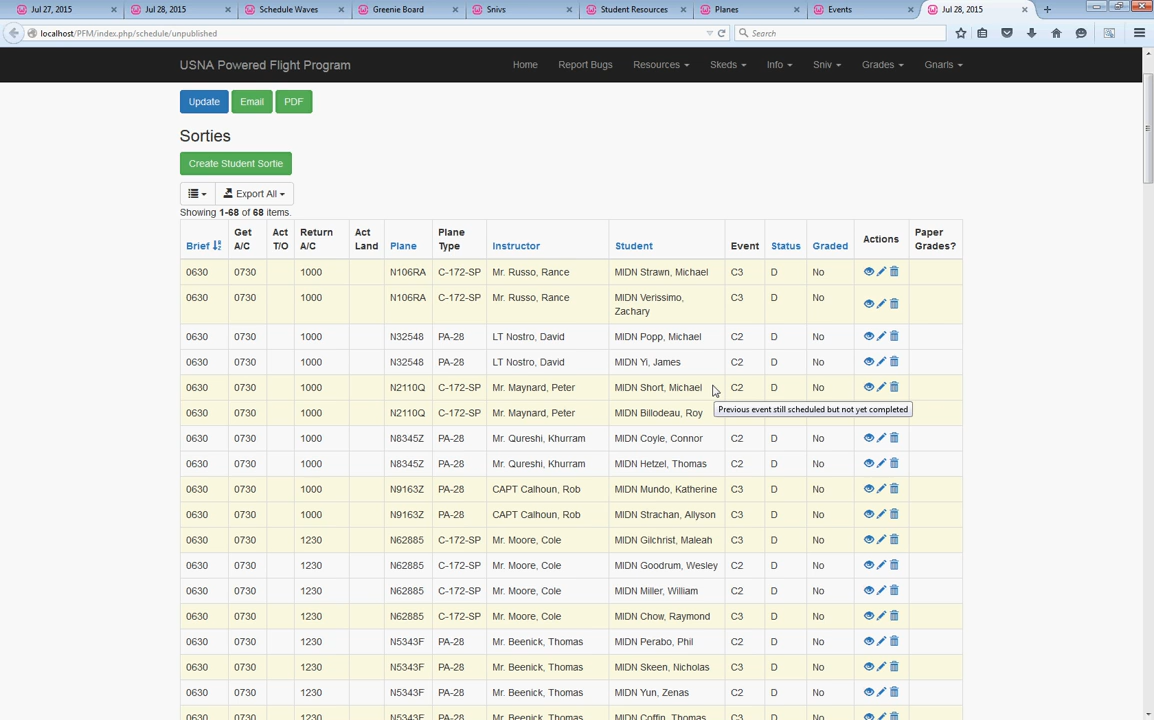 Jul 27, 2015 Jul 28, 2015 Schedule Waves Greenie Board Snivs Student Resources Planes Events Jul 28, 2015
localhost/PFM/index.php/schedule/unpublished Search
USNA Powered Flight Program Home Report Bugs Resources Skeds Info Sniv Grades Gnarls
Update Email PDF
Sorties
Create Student Sortie
Export All
Showing 1-68 of 68 items.
Brief Get A/C Act T/O Return A/C Act Land Plane Plane Type Instructor Student Event Status Graded Actions Paper Grades?
0630 0730 1000 N106RA C-172-SP Mr. Russo, Rance MIDN Strawn, Michael C3 D No
0630 0730 1000 N106RA C-172-SP Mr. Russo, Rance MIDN Verissimo, Zachary C3 D No
0630 0730 1000 N32548 PA-28 LT Nostro, David MIDN Popp, Michael C2 D No
0630 0730 1000 N32548 PA-28 LT Nostro, David MIDN Yi, James C2 D No
0630 0730 1000 N2110Q C-172-SP Mr. Maynard, Peter MIDN Short, Michael C2 D No
Previous event still scheduled but not yet completed
0630 0730 1000 N2110Q C-172-SP Mr. Maynard, Peter MIDN Billodeau, Roy
0630 0730 1000 N8345Z PA-28 Mr. Qureshi, Khurram MIDN Coyle, Connor C2 D No
0630 0730 1000 N8345Z PA-28 Mr. Qureshi, Khurram MIDN Hetzel, Thomas C2 D No
0630 0730 1000 N9163Z PA-28 CAPT Calhoun, Rob MIDN Mundo, Katherine C3 D No
0630 0730 1000 N9163Z PA-28 CAPT Calhoun, Rob MIDN Strachan, Allyson C3 D No
0630 0730 1230 N62885 C-172-SP Mr. Moore, Cole MIDN Gilchrist, Maleah C3 D No
0630 0730 1230 N62885 C-172-SP Mr. Moore, Cole MIDN Goodrum, Wesley C2 D No
0630 0730 1230 N62885 C-172-SP Mr. Moore, Cole MIDN Miller, William C2 D No
0630 0730 1230 N62885 C-172-SP Mr. Moore, Cole MIDN Chow, Raymond C3 D No
0630 0730 1230 N5343F PA-28 Mr. Beenick, Thomas MIDN Perabo, Phil C2 D No
0630 0730 1230 N5343F PA-28 Mr. Beenick, Thomas MIDN Skeen, Nicholas C3 D No
0630 0730 1230 N5343F PA-28 Mr. Beenick, Thomas MIDN Yun, Zenas C2 D No
0630 0730 1230 N5343F PA-28 Mr. Beenick, Thomas MIDN Coffin, Thomas C3 D No